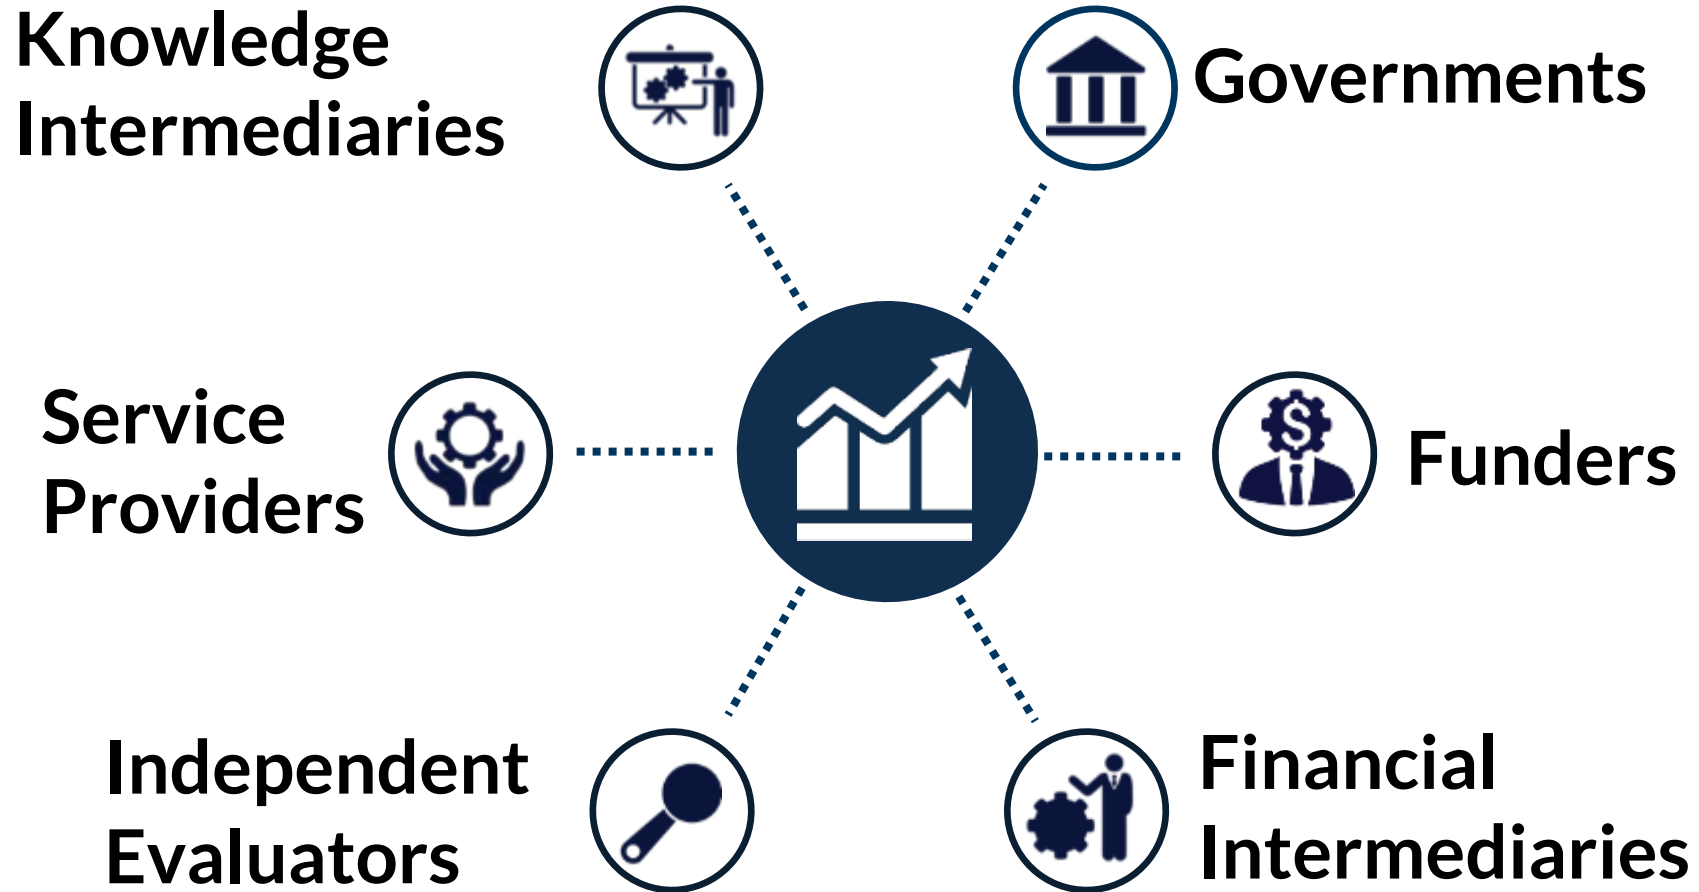 Knowledge
Intermediaries
Governments
Service
Providers
Funders
Independent
Evaluators
Financial
Intermediaries